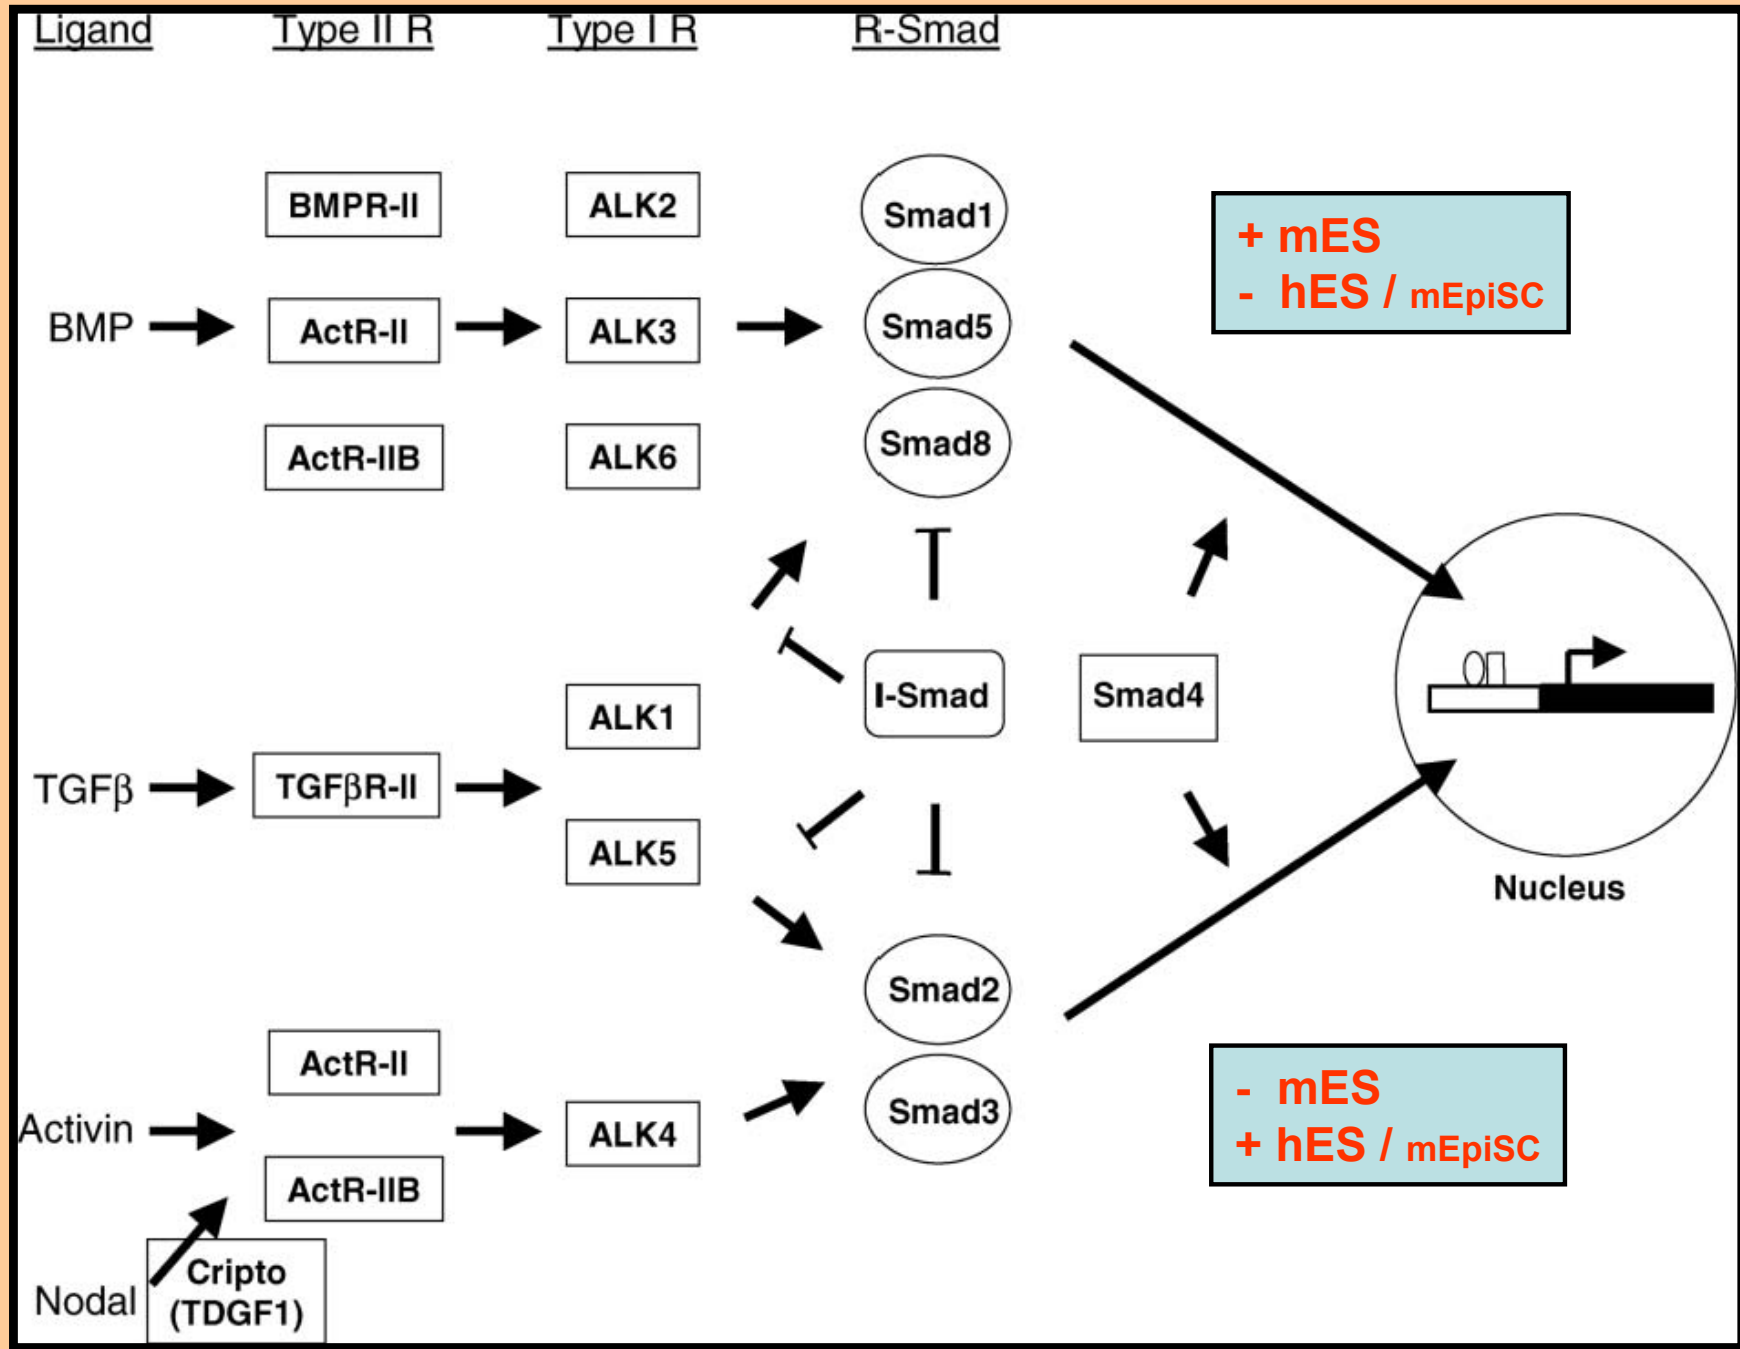 Ligand Type II R Type I R R-Smad
BMPR-II ALK2 Smad1
+ mES
- hES / mEpiSC
BMP ActR-II ALK3 Smad5
ActR-IIB ALK6 Smad8
I-Smad Smad4
ALK1
TGFβ TGFβR-II
ALK5
Nucleus
Smad2
ActR-II
- mES
+ hES / mEpiSC
Activin ALK4 Smad3
ActR-IIB
Nodal
Cripto
(TDGF1)